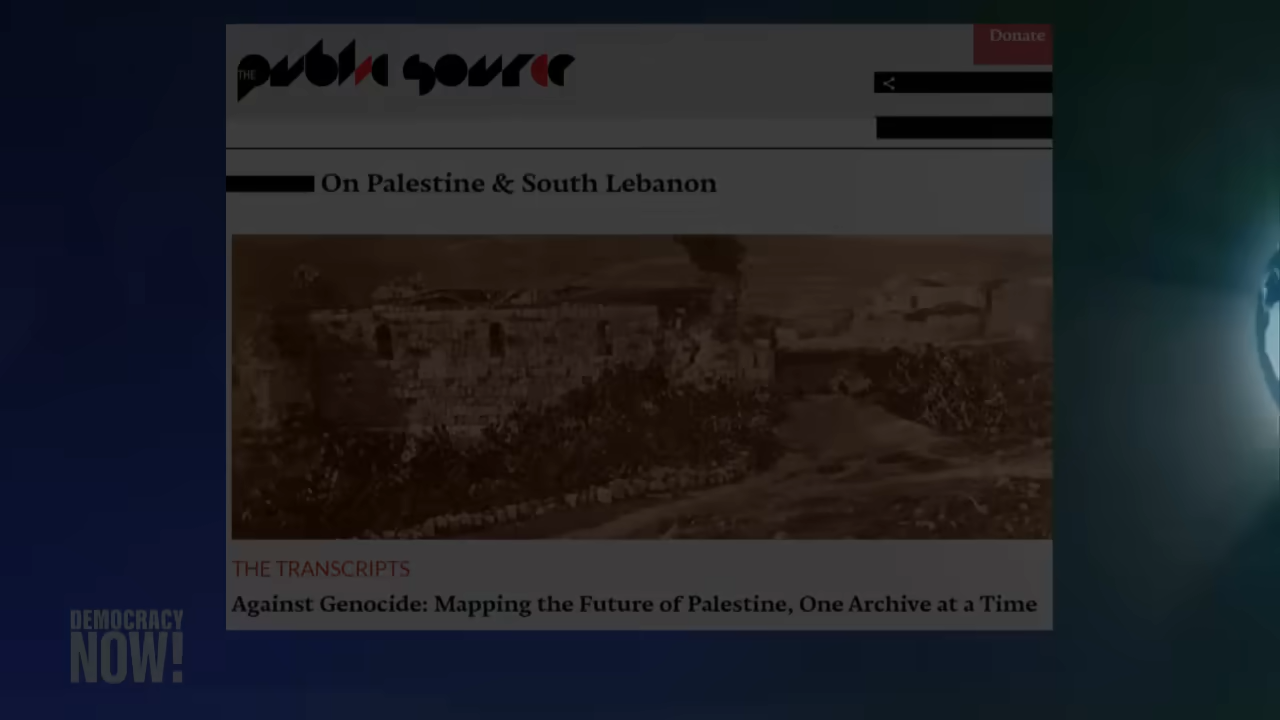 THE public source
Donate
On Palestine & South Lebanon
THE TRANSCRIPTS
Against Genocide: Mapping the Future of Palestine, One Archive at a Time
DEMOCRACY
NOW!